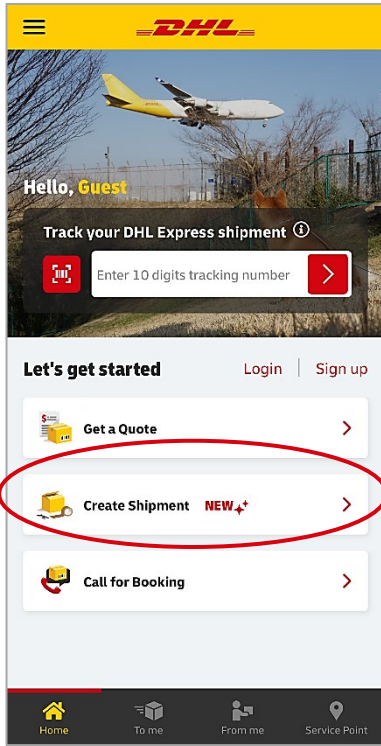 DHL
Hello, Guest
Track your DHL Express shipment
Enter 10 digits tracking number
Let's get started Login Sign up
Get a Quote
Create Shipment NEW
Call for Booking
Home To me From me Service Point